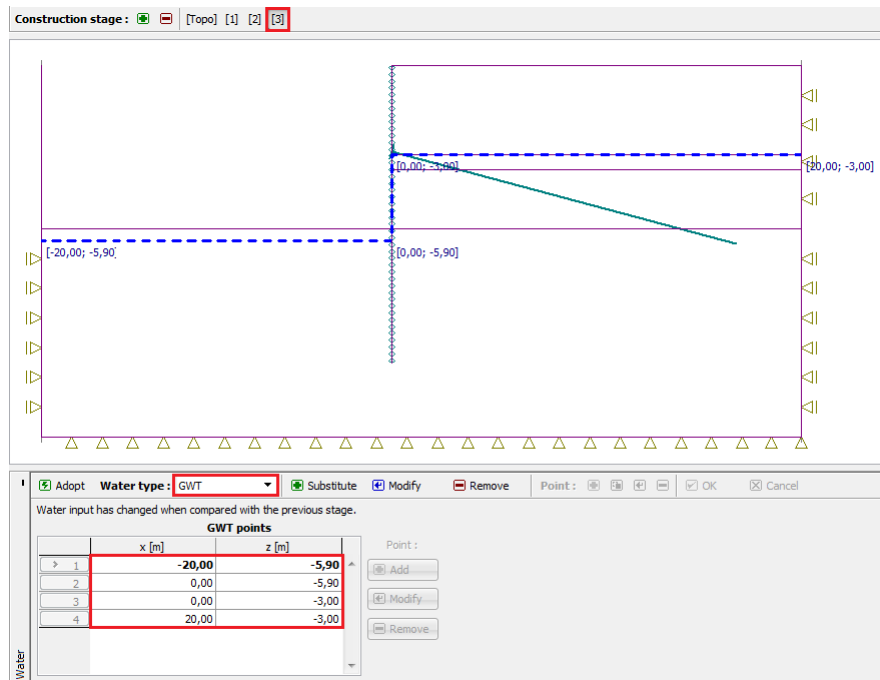 Construction stage : [Topo] [1] [2] [3]
[0,00; -3,00]
[20,00; -3,00]
[-20,00; -5,90]
[0,00; -5,90]
Adopt Water type : GWT Substitute Modify Remove Point : OK Cancel
Water input has changed when compared with the previous stage.
GWT points
x [m] z [m]
Point :
> 1 -20,00 -5,90
Add
2 0,00 -5,90
3 0,00 -3,00
Modify
4 20,00 -3,00
Remove
Water